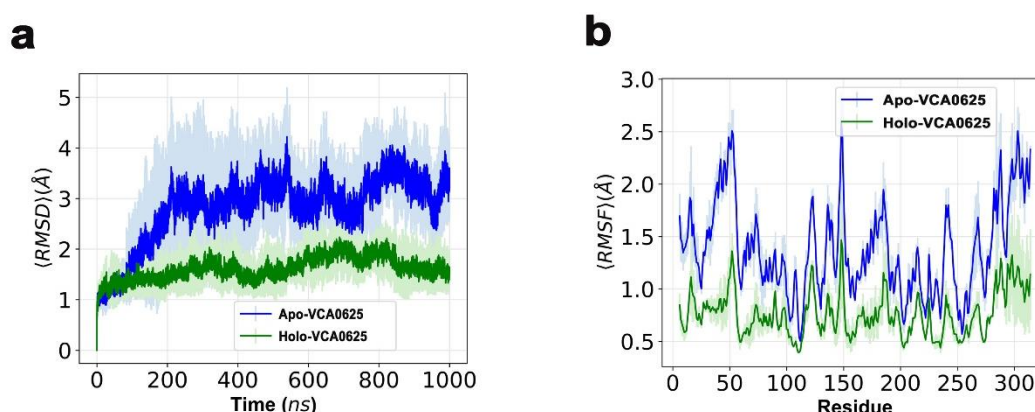 a
b
5
4
3
2
1
0
⟨RMSD⟩(Å)
Apo-VCA0625
Holo-VCA0625
0 200 400 600 800 1000
Time (ns)
3.0
2.5
2.0
1.5
1.0
0.5
⟨RMSF⟩(Å)
Apo-VCA0625
Holo-VCA0625
0 50 100 150 200 250 300
Residue